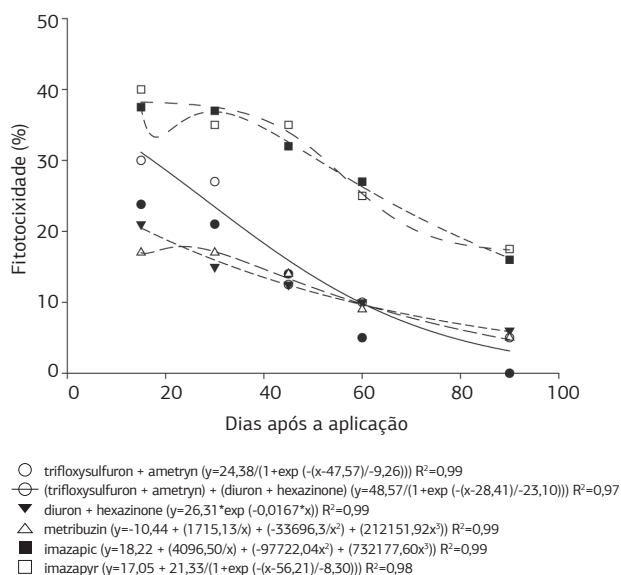 50
40
30
20
10
0
Fitotocixidade (%)
0
20
40
60
80
100
Dias após a aplicação
trifloxysulfuron + ametryn (y=24,38/(1+exp (-(x-47,57)/-9,26))) R²=0,99
(trifloxysulfuron + ametryn) + (diuron + hexazinone) (y=48,57/(1+exp (-(x-28,41)/-23,10))) R²=0,97
diuron + hexazinone (y=26,31*exp (-0,0167*x)) R²=0,99
metribuzin (y=-10,44 + (1715,13/x) + (-33696,3/x²) + (212151,92x³)) R²=0,99
imazapic (y=18,22 + (4096,50/x) + (-97722,04x²) + (732177,60x³)) R²=0,99
imazapyr (y=17,05 + 21,33/(1+exp (-(x-56,21)/-8,30))) R²=0,98